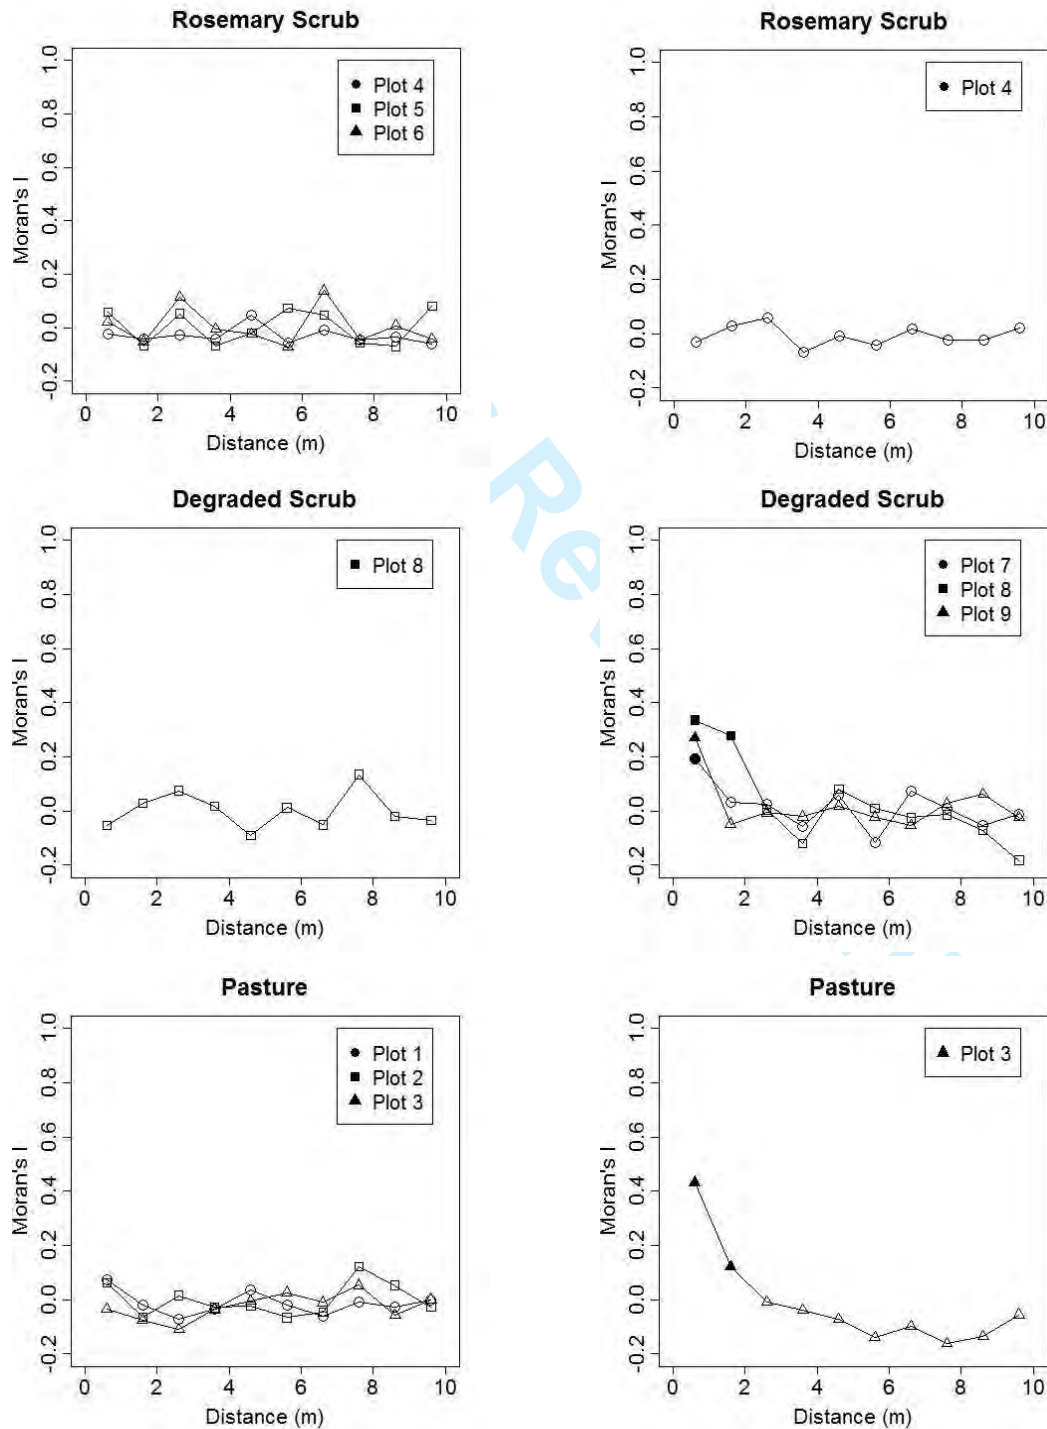 Rosemary Scrub
1.0
0.8
0.6
0.4
0.2
0.0
-0.2
Moran's I
Plot 4
Plot 5
Plot 6
0 2 4 6 8 10
Distance (m)
Rosemary Scrub
1.0
0.8
0.6
0.4
0.2
0.0
-0.2
Moran's I
Plot 4
0 2 4 6 8 10
Distance (m)
Degraded Scrub
1.0
0.8
0.6
0.4
0.2
0.0
-0.2
Moran's I
Plot 8
0 2 4 6 8 10
Distance (m)
Degraded Scrub
1.0
0.8
0.6
0.4
0.2
0.0
-0.2
Moran's I
Plot 7
Plot 8
Plot 9
0 2 4 6 8 10
Distance (m)
Pasture
1.0
0.8
0.6
0.4
0.2
0.0
-0.2
Moran's I
Plot 1
Plot 2
Plot 3
0 2 4 6 8 10
Distance (m)
Pasture
1.0
0.8
0.6
0.4
0.2
0.0
-0.2
Moran's I
Plot 3
0 2 4 6 8 10
Distance (m)